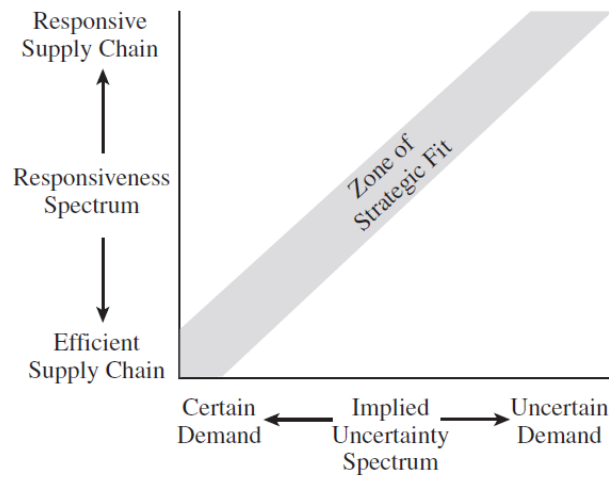 Responsive
Supply Chain
Responsiveness
Spectrum
Efficient
Supply Chain
Zone of
Strategic Fit
Certain
Demand
Implied
Uncertainty
Spectrum
Uncertain
Demand